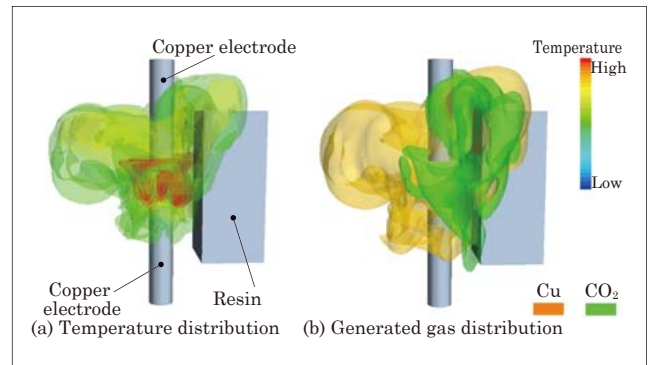 Copper electrode
Temperature
High
Low
Copper
electrode
Resin
Cu
CO₂
(a) Temperature distribution
(b) Generated gas distribution